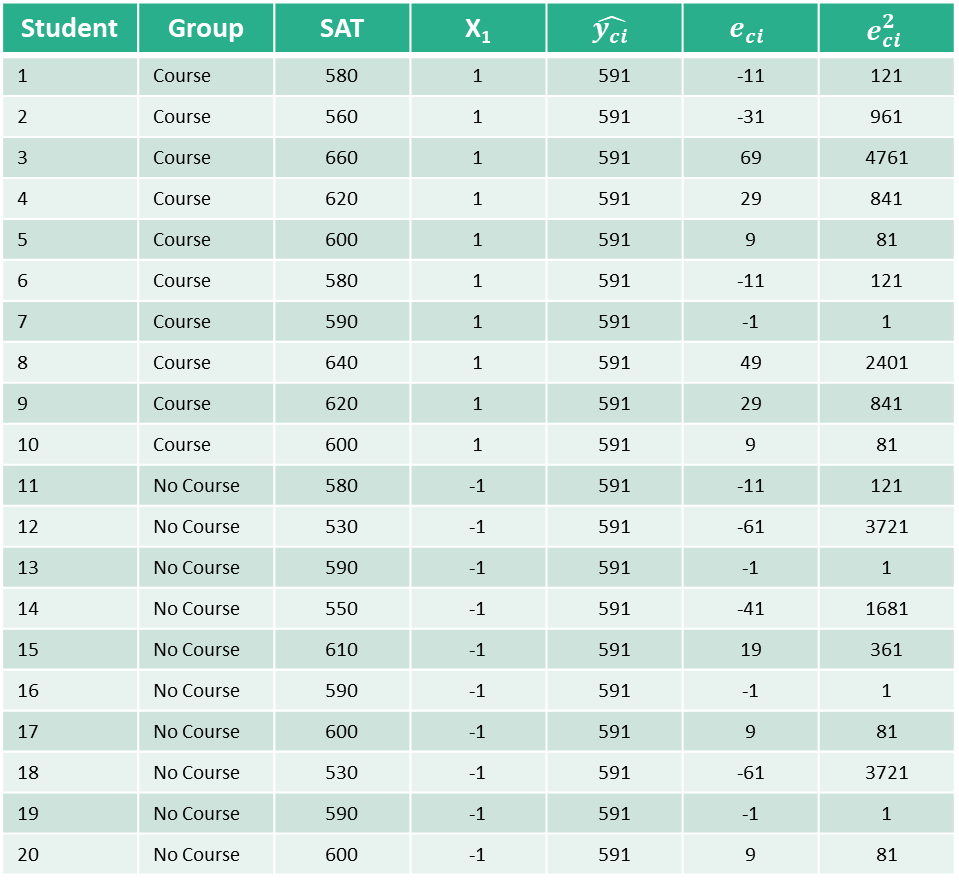 Student Group SAT X₁ ŷ_ci e_ci e²_ci
1 Course 580 1 591 -11 121
2 Course 560 1 591 -31 961
3 Course 660 1 591 69 4761
4 Course 620 1 591 29 841
5 Course 600 1 591 9 81
6 Course 580 1 591 -11 121
7 Course 590 1 591 -1 1
8 Course 640 1 591 49 2401
9 Course 620 1 591 29 841
10 Course 600 1 591 9 81
11 No Course 580 -1 591 -11 121
12 No Course 530 -1 591 -61 3721
13 No Course 590 -1 591 -1 1
14 No Course 550 -1 591 -41 1681
15 No Course 610 -1 591 19 361
16 No Course 590 -1 591 -1 1
17 No Course 600 -1 591 9 81
18 No Course 530 -1 591 -61 3721
19 No Course 590 -1 591 -1 1
20 No Course 600 -1 591 9 81